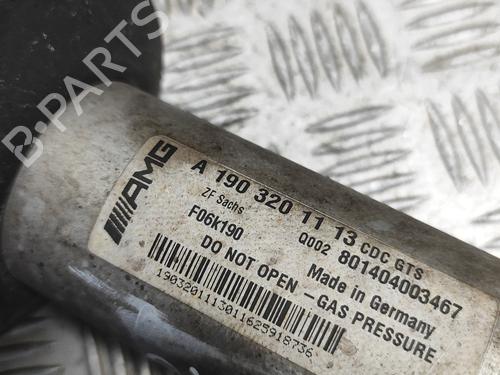 B-PARTS
AMG
A 190 320 11 13 CDC GTS
ZF Sachs
Q002 801404003467
F06K190
Made in Germany
DO NOT OPEN - GAS PRESSURE
1903201113011625918736